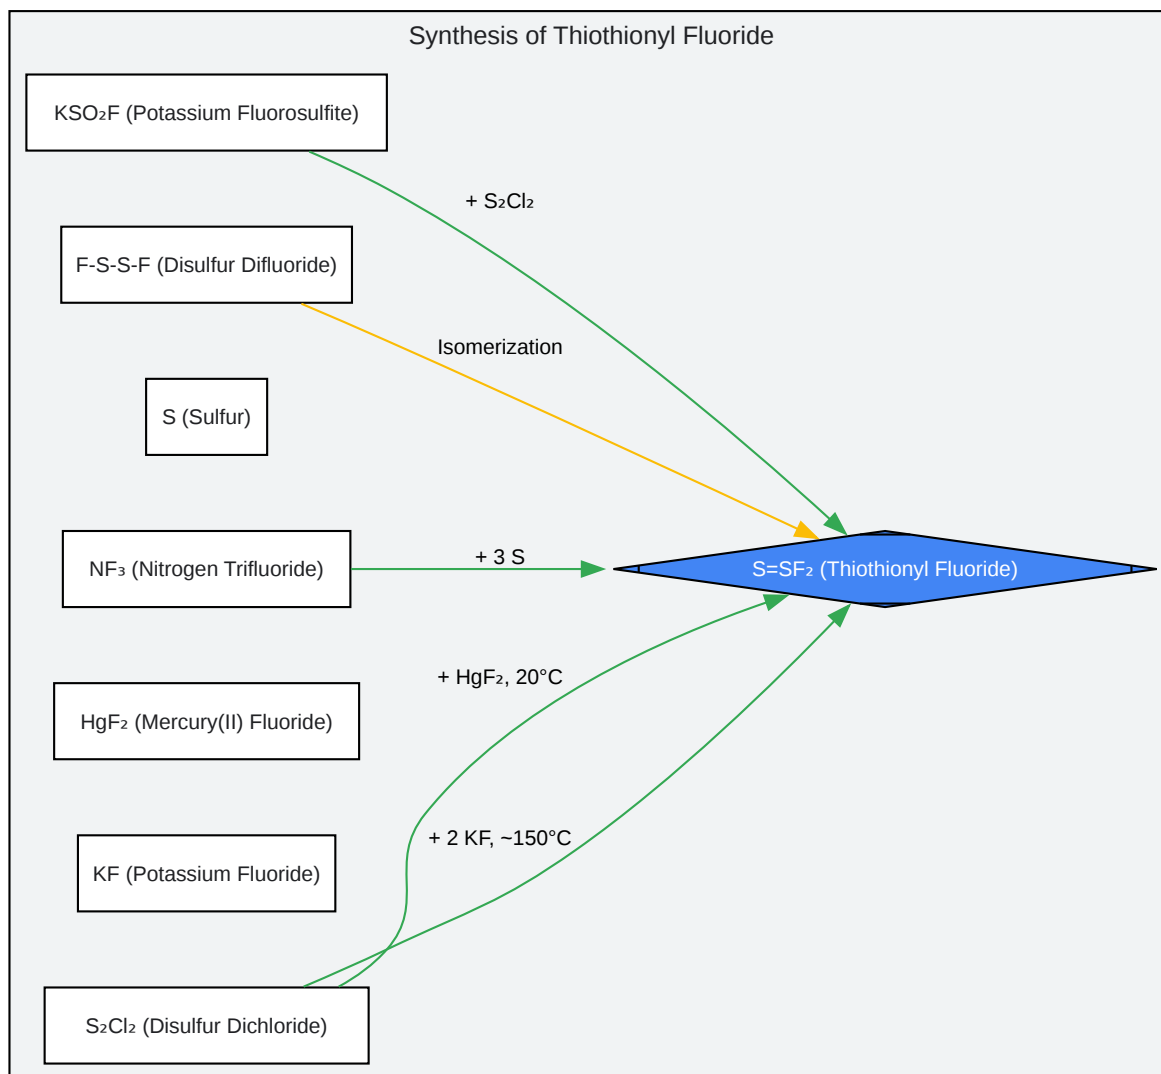 Synthesis of Thiothionyl Fluoride
KSO₂F (Potassium Fluorosulfite)
+ S₂Cl₂
F-S-S-F (Disulfur Difluoride)
Isomerization
S (Sulfur)
NF₃ (Nitrogen Trifluoride)
+ 3 S
S=SF₂ (Thiothionyl Fluoride)
+ HgF₂, 20°C
HgF₂ (Mercury(II) Fluoride)
+ 2 KF, ~150°C
KF (Potassium Fluoride)
S₂Cl₂ (Disulfur Dichloride)